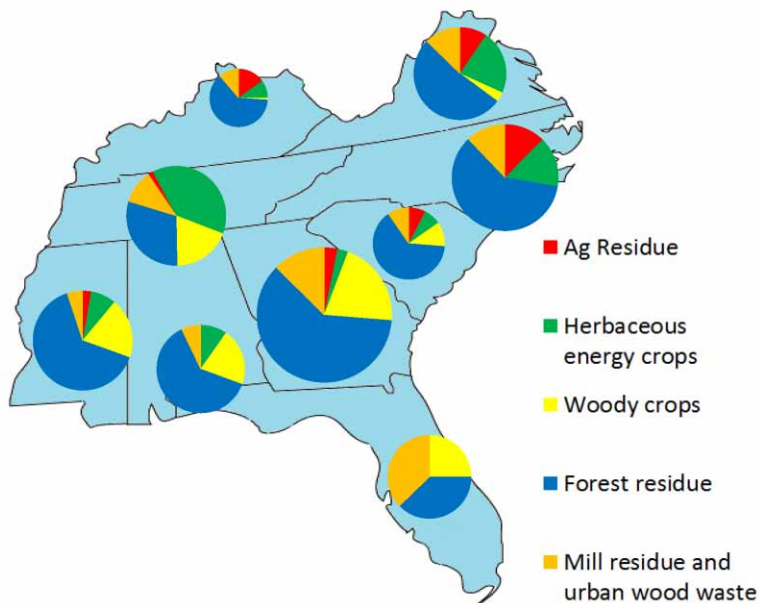 Ag Residue
Herbaceous
energy crops
Woody crops
Forest residue
Mill residue and
urban wood waste